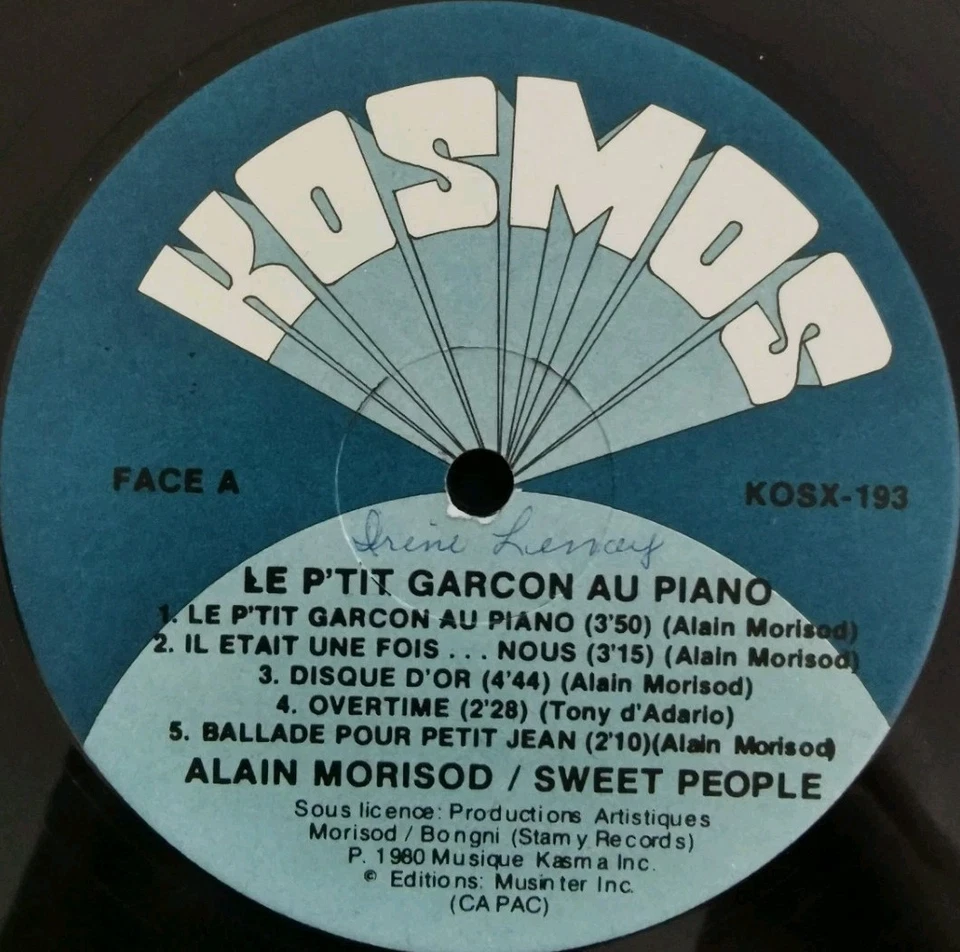 KOSMOS
FACE A
KOSX-193
Irene Lemay
LE P'TIT GARCON AU PIANO
1. LE P'TIT GARCON AU PIANO (3'50) (Alain Morisod)
2. IL ETAIT UNE FOIS . . . NOUS (3'15) (Alain Morisod)
3. DISQUE D'OR (4'44) (Alain Morisod)
4. OVERTIME (2'28) (Tony d'Adario)
5. BALLADE POUR PETIT JEAN (2'10)(Alain Morisod)
ALAIN MORISOD / SWEET PEOPLE
Sous licence: Productions Artistiques
Morisod / Bongni (Stamy Records)
P. 1980 Musique Kasma Inc.
© Editions: Musinter Inc.
(CAPAC)